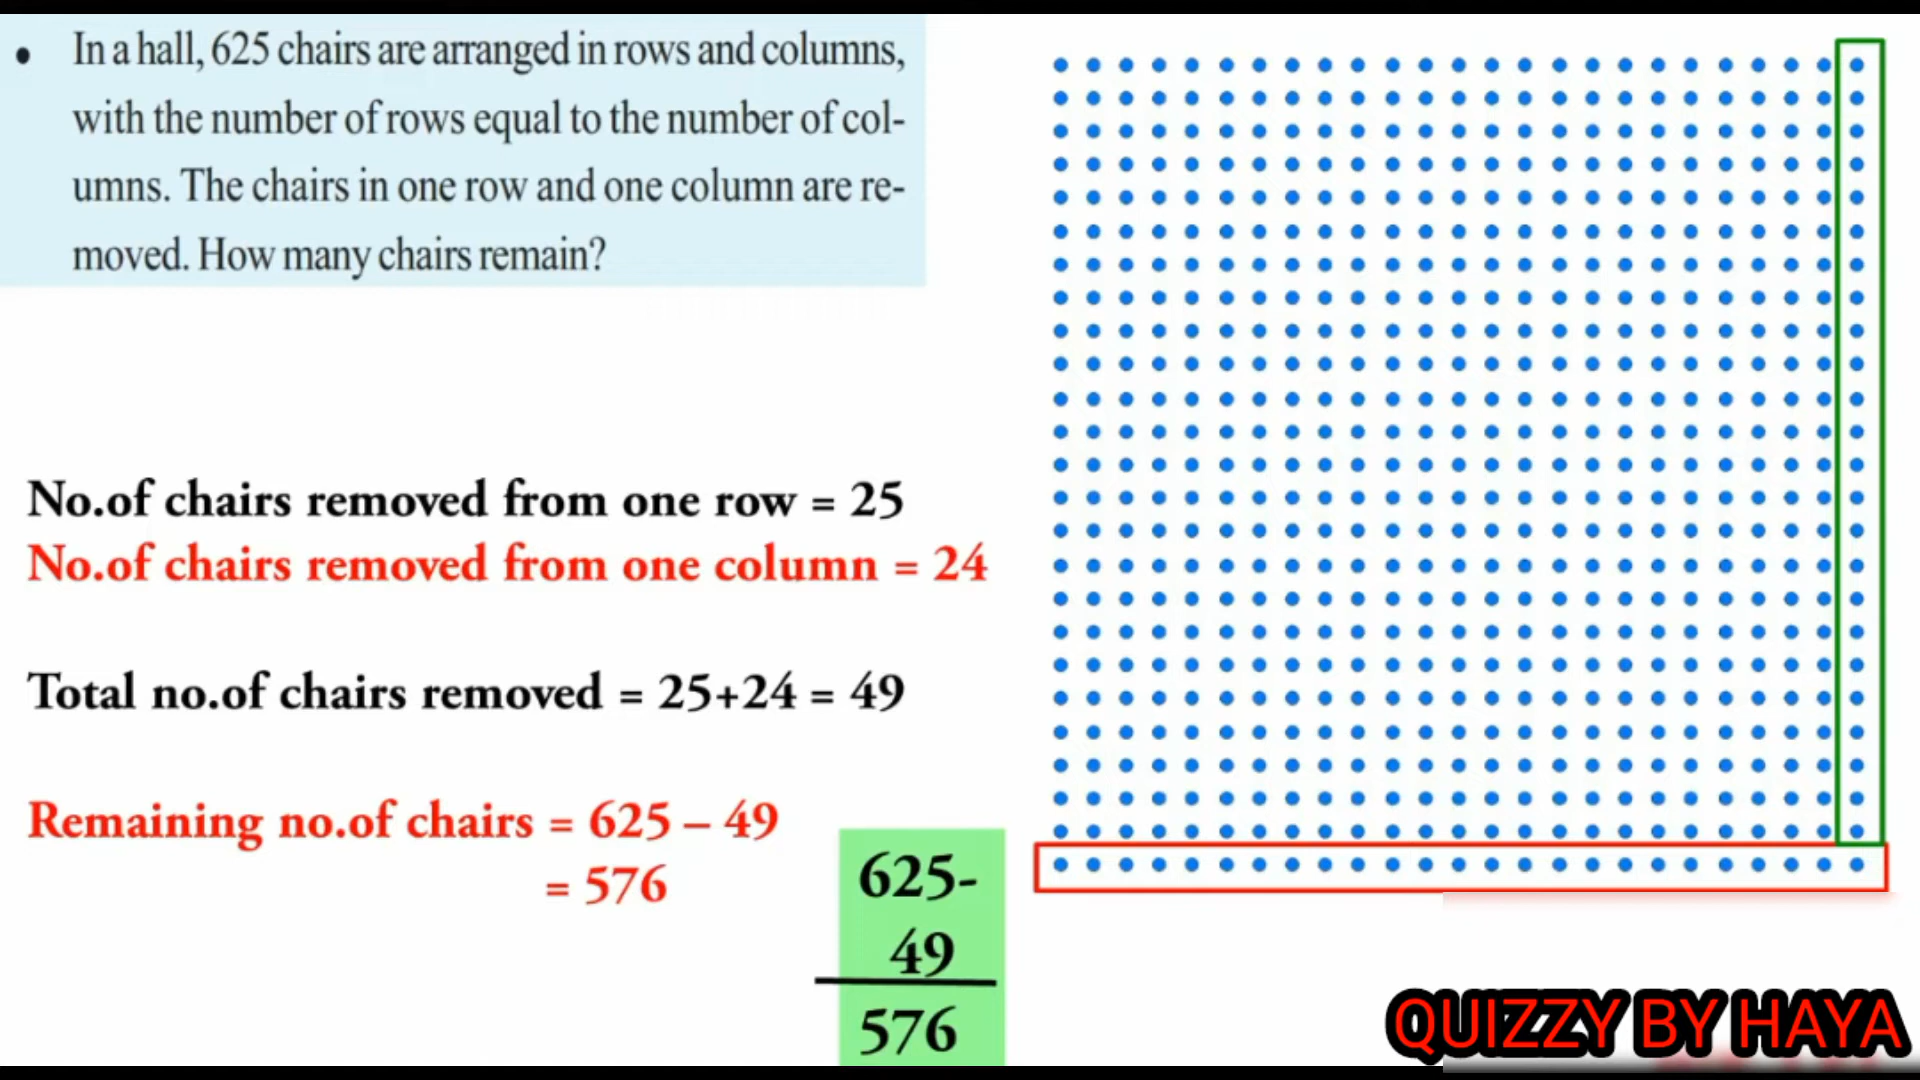 • In a hall, 625 chairs are arranged in rows and columns,
with the number of rows equal to the number of col-
umns. The chairs in one row and one column are re-
moved. How many chairs remain?
No.of chairs removed from one row = 25
No.of chairs removed from one column = 24
Total no.of chairs removed = 25+24 = 49
Remaining no.of chairs = 625 – 49
= 576
625-
49
576
QUIZZY BY HAYA